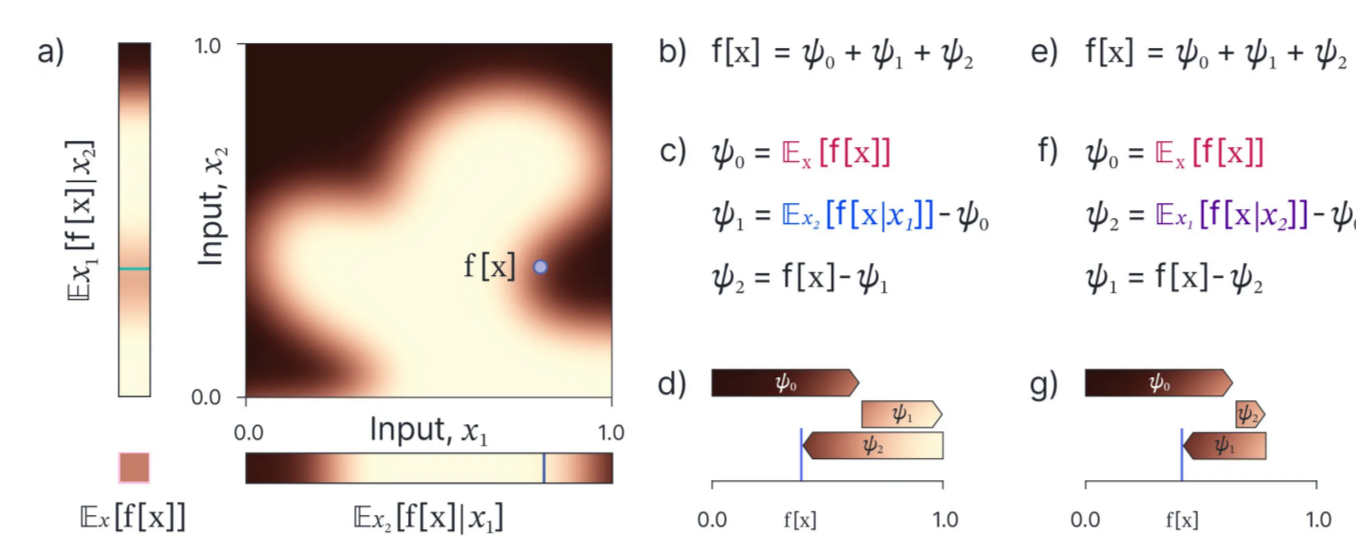 a)
𝔼x₁[f[x]|x₂]
1.0
Input, x₂
0.0
f[x]
0.0
Input, x₁
1.0
𝔼x[f[x]]
𝔼x₂[f[x]|x₁]
b) f[x] = ψ₀ + ψ₁ + ψ₂
c) ψ₀ = 𝔼ₓ[f[x]]
ψ₁ = 𝔼x₂[f[x|x₁]]-ψ₀
ψ₂ = f[x]-ψ₁
d)
ψ₀
ψ₁
ψ₂
0.0 f[x] 1.0
e) f[x] = ψ₀ + ψ₁ + ψ₂
f) ψ₀ = 𝔼ₓ[f[x]]
ψ₂ = 𝔼x₁[f[x|x₂]]-ψ₀
ψ₁ = f[x]-ψ₂
g)
ψ₀
ψ₂
ψ₁
0.0 f[x] 1.0